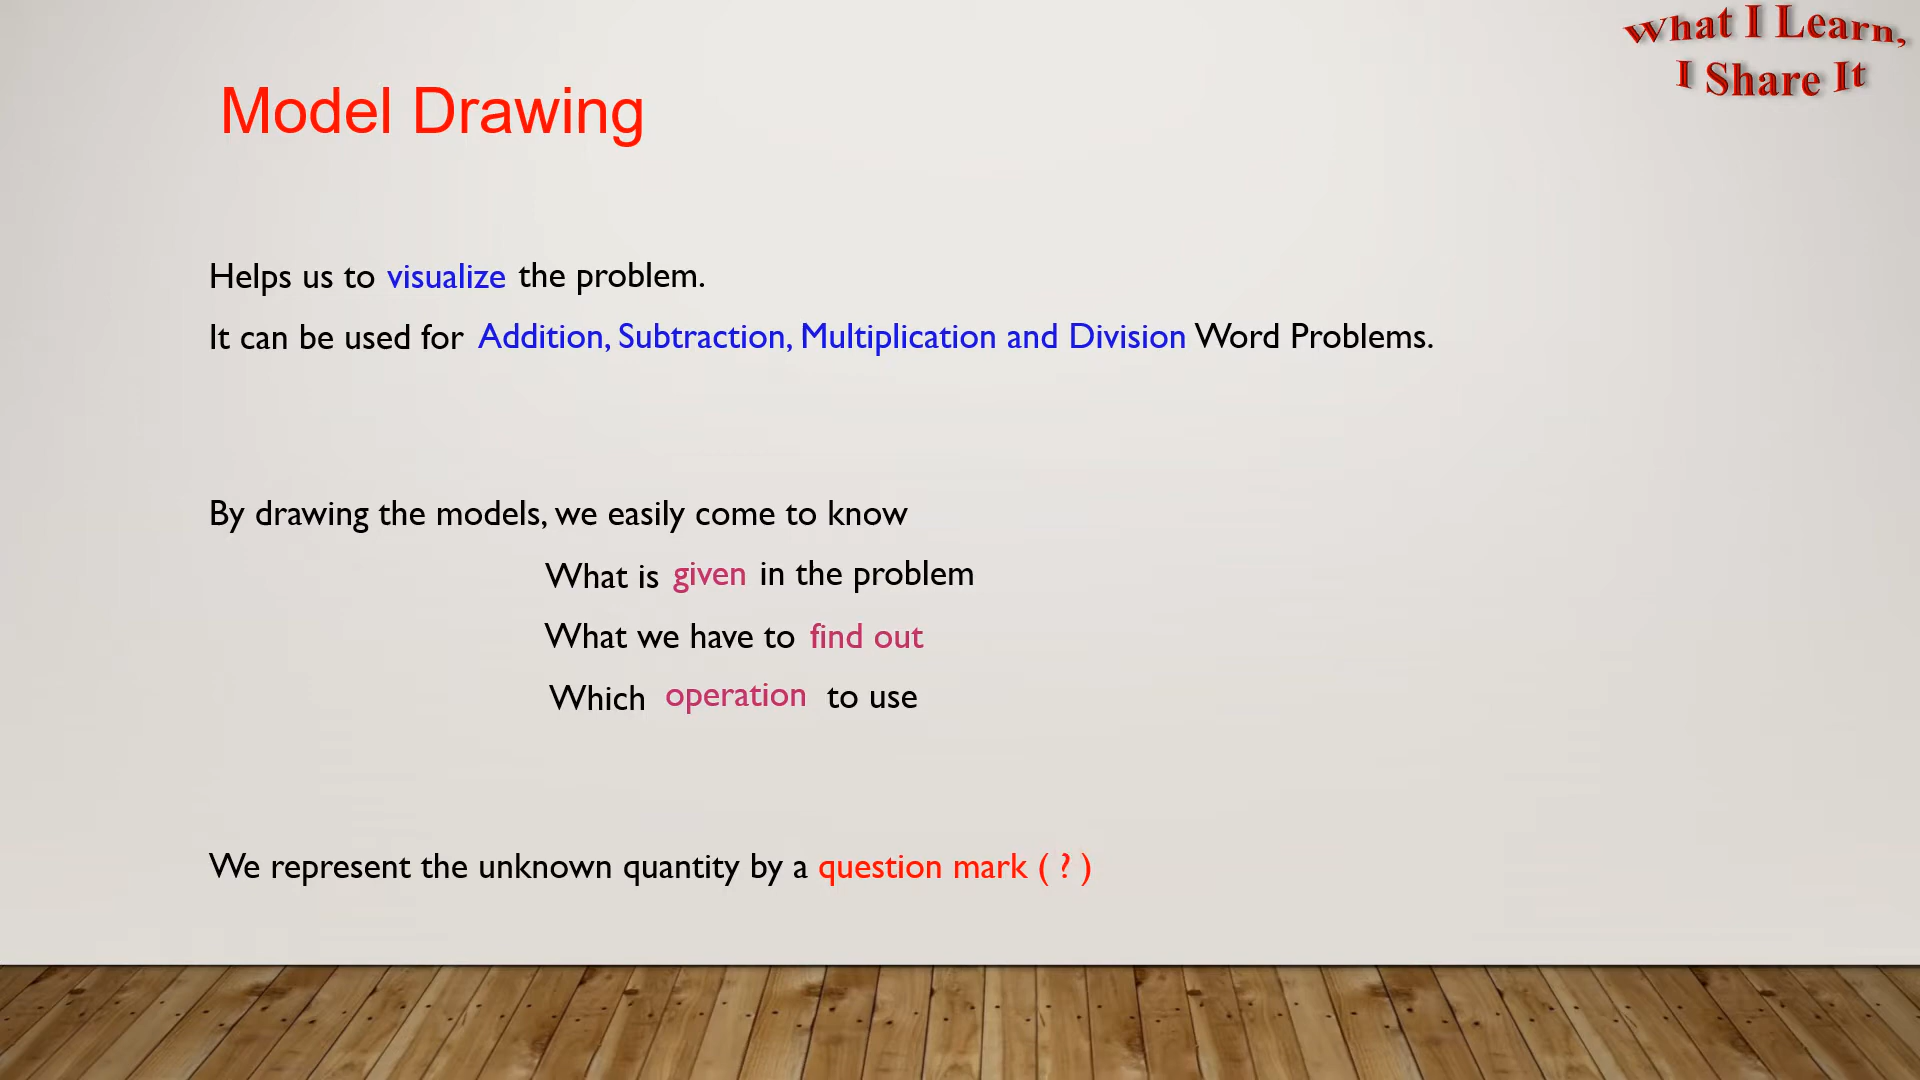 What I Learn,
I Share It
Model Drawing
Helps us to visualize the problem.
It can be used for Addition, Subtraction, Multiplication and Division Word Problems.
By drawing the models, we easily come to know
What is given in the problem
What we have to find out
Which operation to use
We represent the unknown quantity by a question mark ( ? )